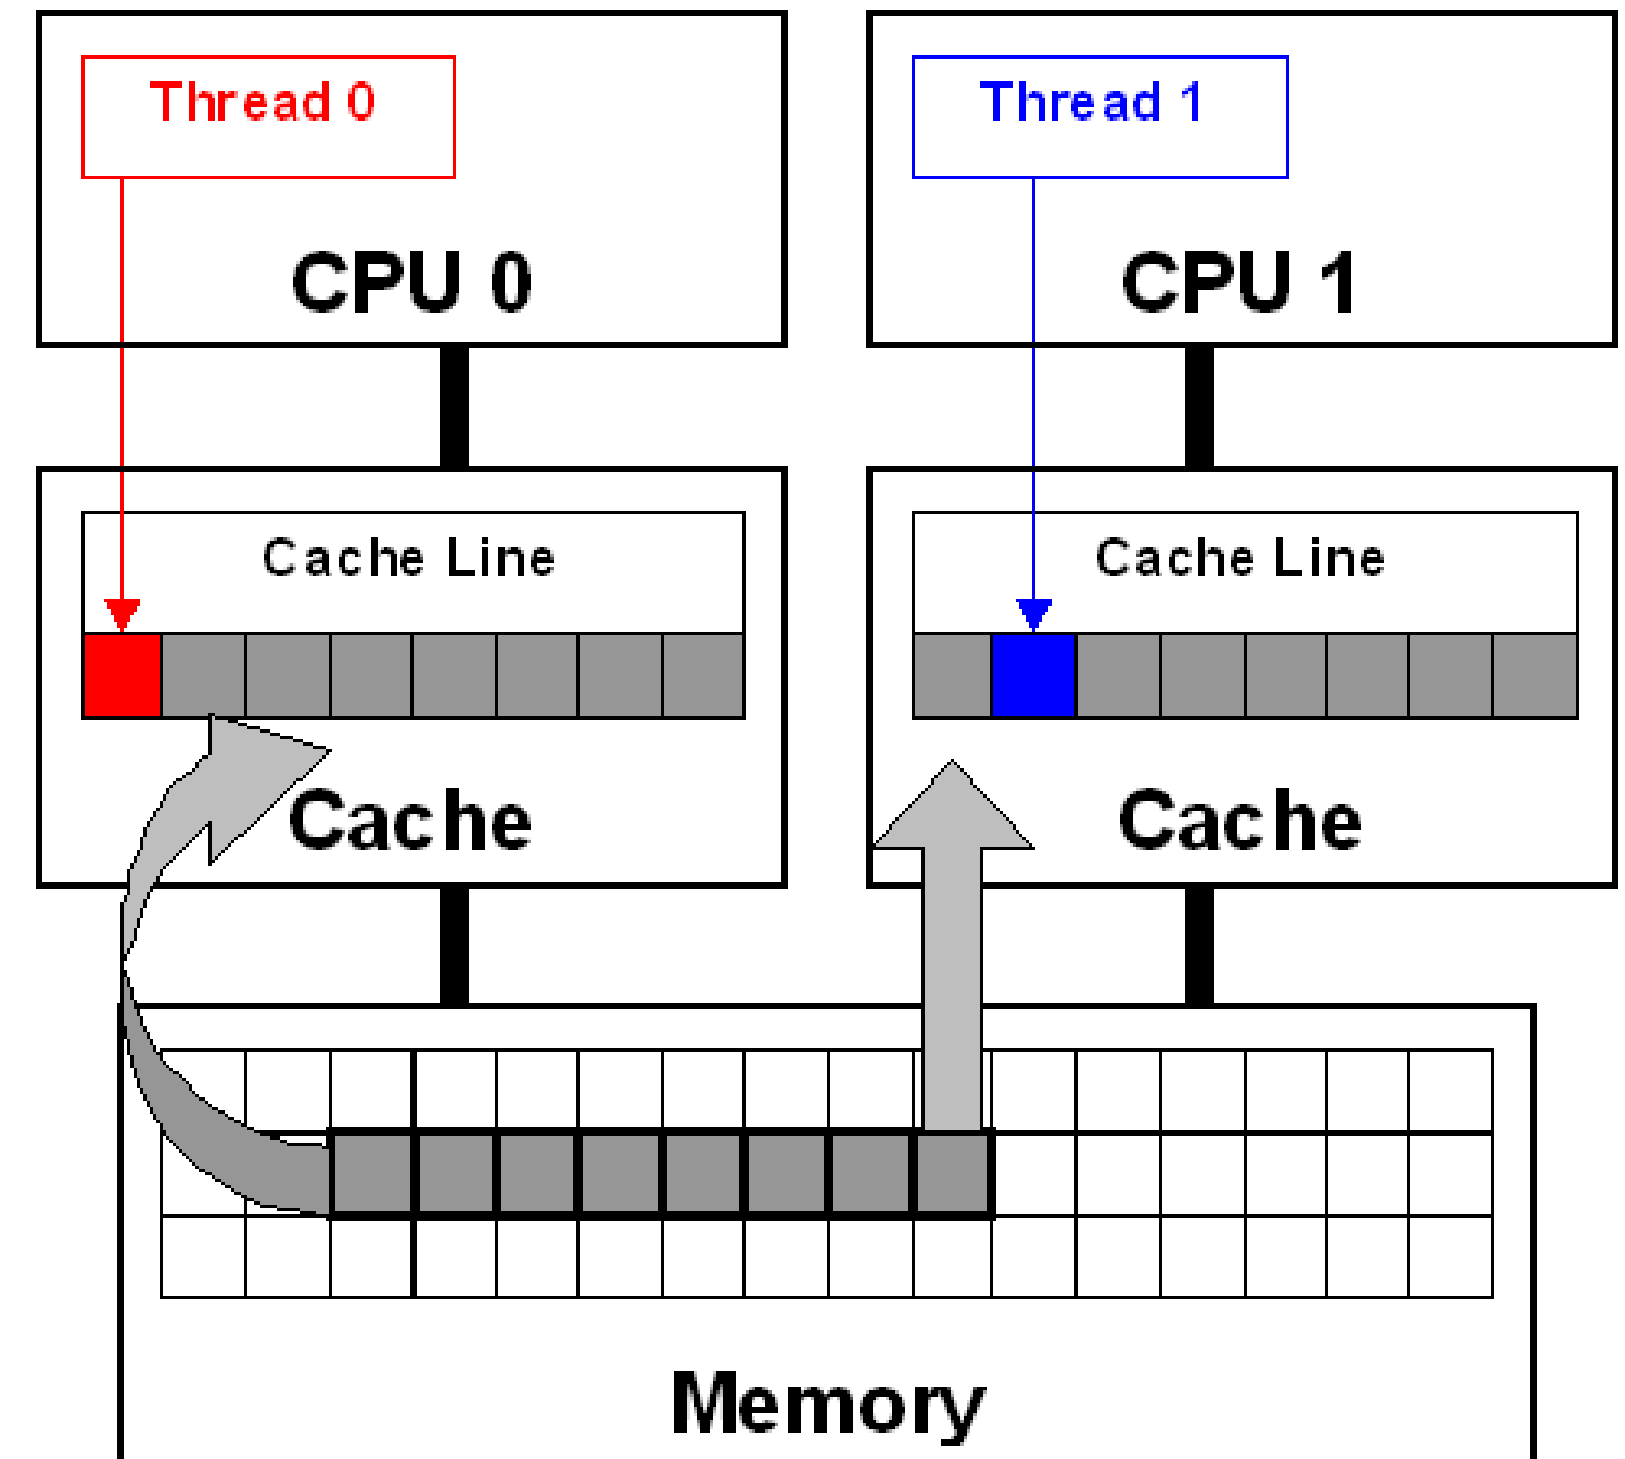 Thread 0
Thread 1
CPU 0
CPU 1
Cache Line
Cache Line
Cache
Cache
Memory